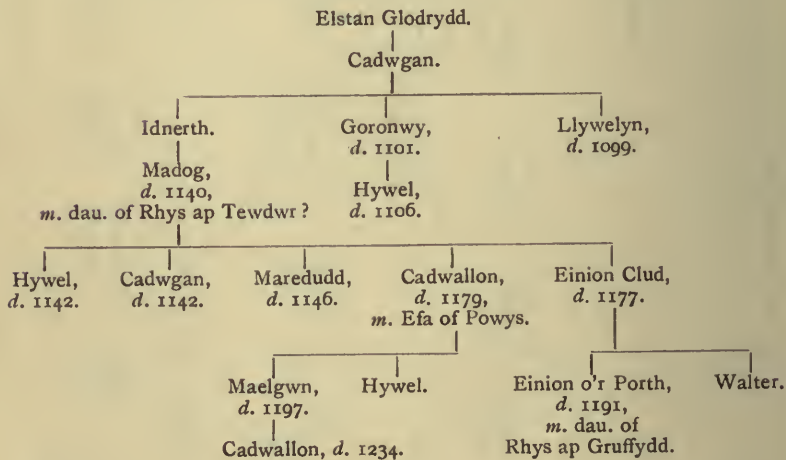 Elstan Glodrydd.
Cadwgan.
Idnerth. Goronwy, Llywelyn,
d. 1101. d. 1099.
Madog,
d. 1140, Hywel,
m. dau. of Rhys ap Tewdwr ? d. 1106.
Hywel, Cadwgan, Maredudd, Cadwallon, Einion Clud,
d. 1142. d. 1142. d. 1146. d. 1179, d. 1177.
m. Efa of Powys.
Maelgwn, Hywel. Einion o'r Porth, Walter.
d. 1197. d. 1191,
m. dau. of
Cadwallon, d. 1234. Rhys ap Gruffydd.